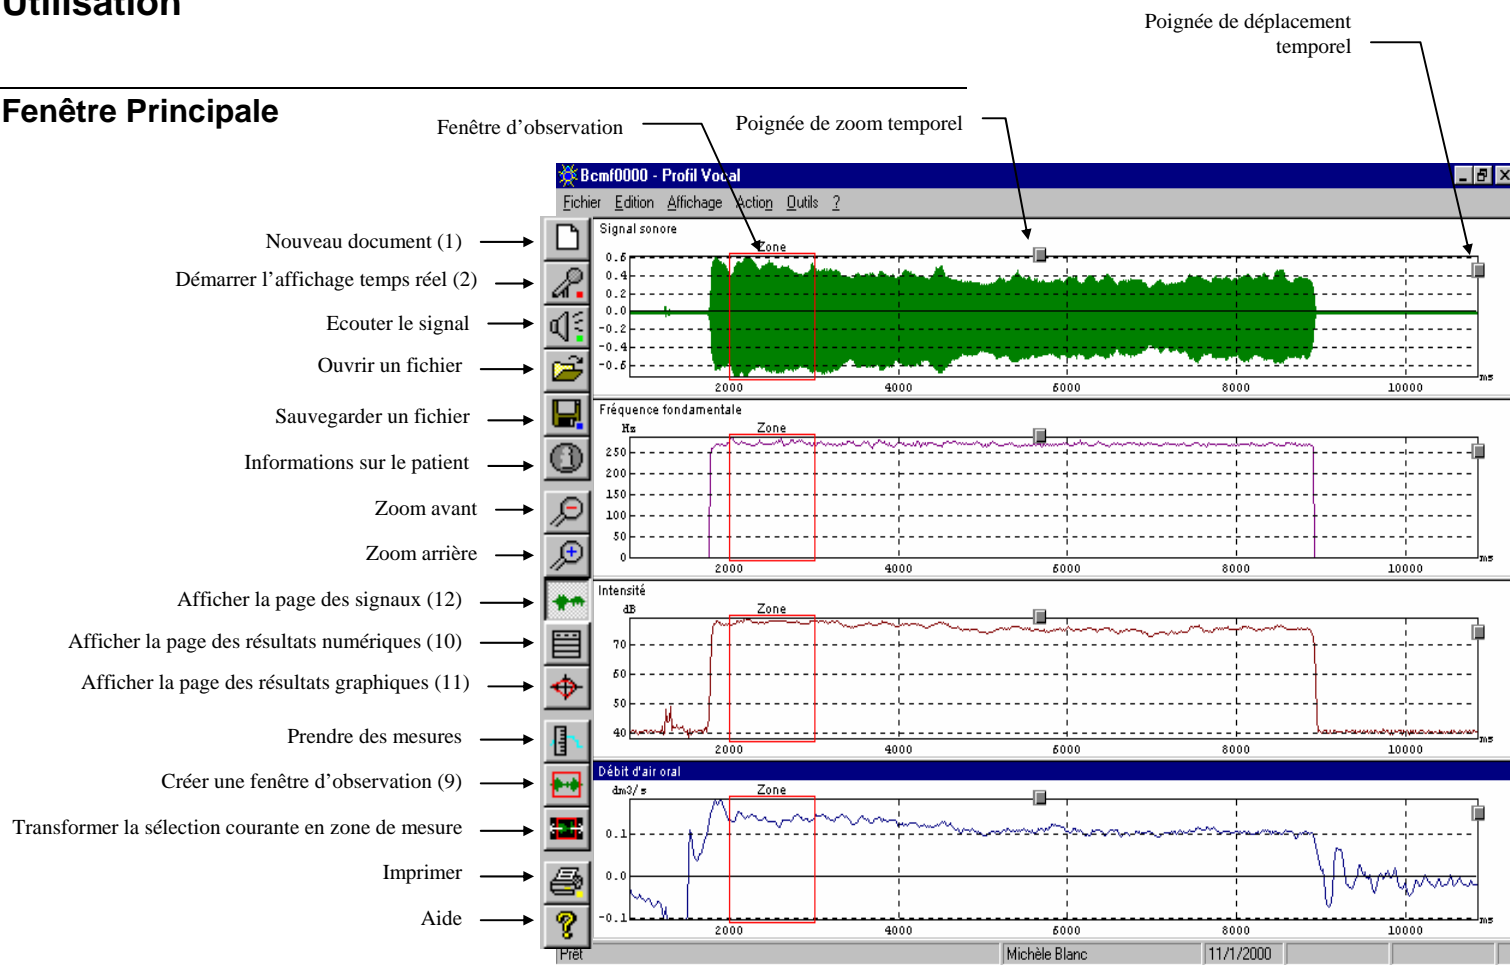 Utilisation
Poignée de déplacement
temporel
Fenêtre Principale
Fenêtre d'observation
Poignée de zoom temporel
Bcmf0000 - Profil Vocal
Fichier Edition Affichage Action Outils ?
Nouveau document (1)
Démarrer l'affichage temps réel (2)
Ecouter le signal
Ouvrir un fichier
Sauvegarder un fichier
Informations sur le patient
Zoom avant
Zoom arrière
Afficher la page des signaux (12)
Afficher la page des résultats numériques (10)
Afficher la page des résultats graphiques (11)
Prendre des mesures
Créer une fenêtre d'observation (9)
Transformer la sélection courante en zone de mesure
Imprimer
Aide
Signal sonore
Zone
0.6
0.4
0.2
0.0
-0.2
-0.4
-0.6
2000 4000 6000 8000 10000 ms
Fréquence fondamentale
Hz
Zone
250
200
150
100
50
0
2000 4000 6000 8000 10000 ms
Intensité
dB
Zone
70
60
50
40
2000 4000 6000 8000 10000 ms
Débit d'air oral
dm3/s
Zone
0.1
0.0
-0.1
2000 4000 6000 8000 10000 ms
Prêt
Michèle Blanc
11/1/2000